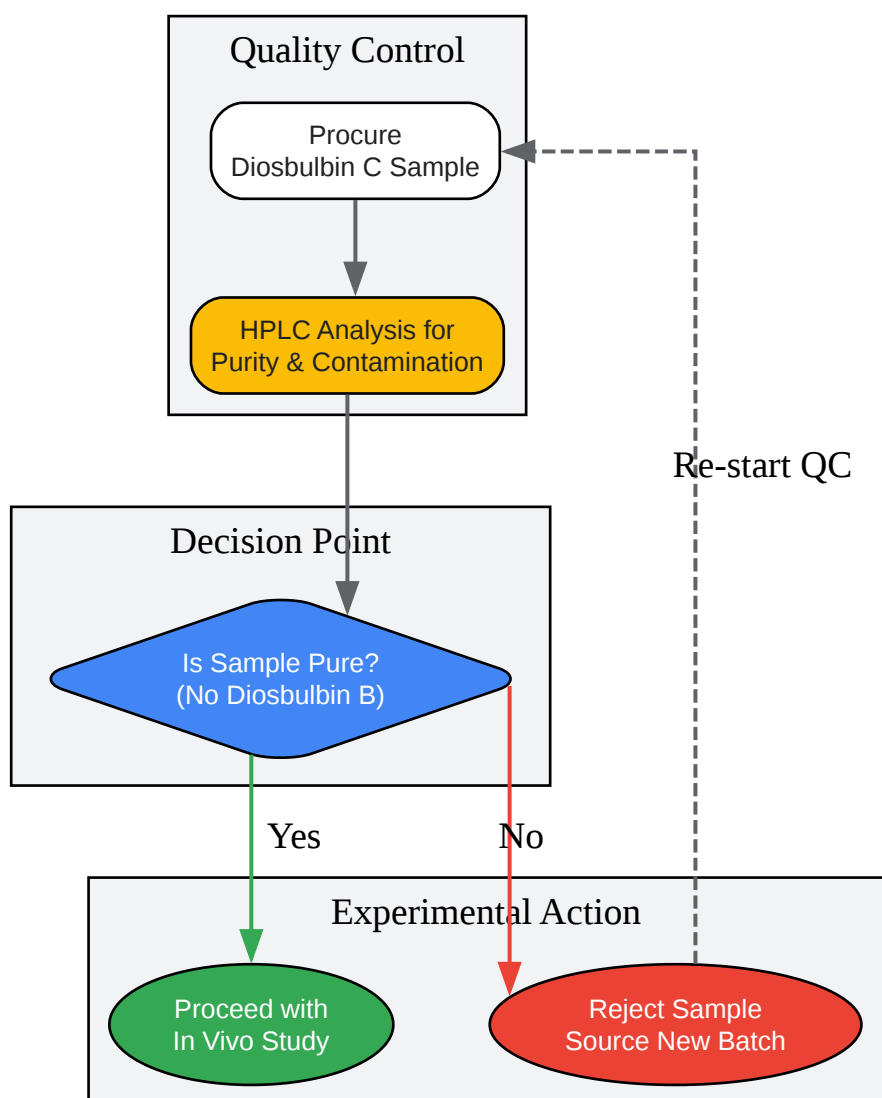 Quality Control
Procure
Diosbulbin C Sample
HPLC Analysis for
Purity & Contamination
Re-start QC
Decision Point
Is Sample Pure?
(No Diosbulbin B)
Yes
No
Experimental Action
Proceed with
In Vivo Study
Reject Sample
Source New Batch